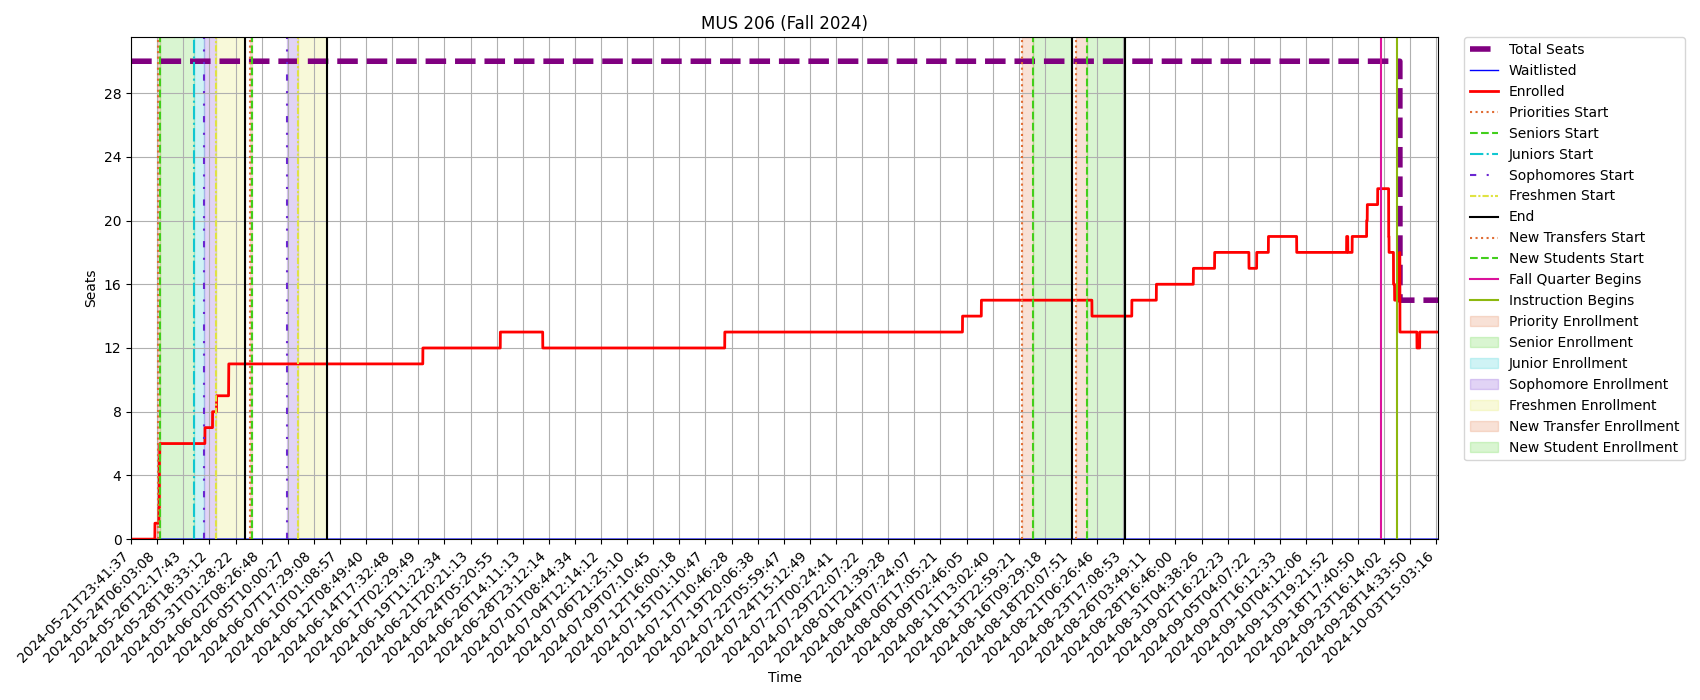 MUS 206 (Fall 2024)
Seats
28
24
20
16
12
8
4
0
2024-05-21T23:41:37
2024-05-24T06:03:08
2024-05-26T12:17:43
2024-05-28T18:33:12
2024-05-31T01:28:22
2024-06-02T08:26:48
2024-06-05T10:00:27
2024-06-07T17:29:08
2024-06-10T01:08:57
2024-06-12T08:49:40
2024-06-14T17:32:48
2024-06-17T02:29:49
2024-06-19T11:22:34
2024-06-21T20:21:13
2024-06-24T05:20:55
2024-06-26T14:11:13
2024-06-28T23:12:14
2024-07-01T08:44:34
2024-07-04T12:14:12
2024-07-06T21:25:10
2024-07-09T07:10:45
2024-07-12T16:00:18
2024-07-15T01:10:47
2024-07-17T10:46:28
2024-07-19T20:06:38
2024-07-22T05:59:47
2024-07-24T15:12:49
2024-07-27T00:24:41
2024-07-29T22:07:22
2024-08-01T21:39:28
2024-08-04T07:24:07
2024-08-06T17:05:21
2024-08-09T02:46:05
2024-08-11T13:02:40
2024-08-13T22:59:21
2024-08-16T09:29:18
2024-08-18T20:07:51
2024-08-21T06:26:46
2024-08-23T17:08:53
2024-08-26T03:49:11
2024-08-28T16:46:00
2024-08-31T04:38:26
2024-09-02T16:22:23
2024-09-05T04:07:22
2024-09-07T16:12:33
2024-09-10T04:12:06
2024-09-13T19:21:52
2024-09-18T17:40:50
2024-09-23T16:14:02
2024-09-28T14:33:50
2024-10-03T15:03:16
Time
Total Seats
Waitlisted
Enrolled
Priorities Start
Seniors Start
Juniors Start
Sophomores Start
Freshmen Start
End
New Transfers Start
New Students Start
Fall Quarter Begins
Instruction Begins
Priority Enrollment
Senior Enrollment
Junior Enrollment
Sophomore Enrollment
Freshmen Enrollment
New Transfer Enrollment
New Student Enrollment